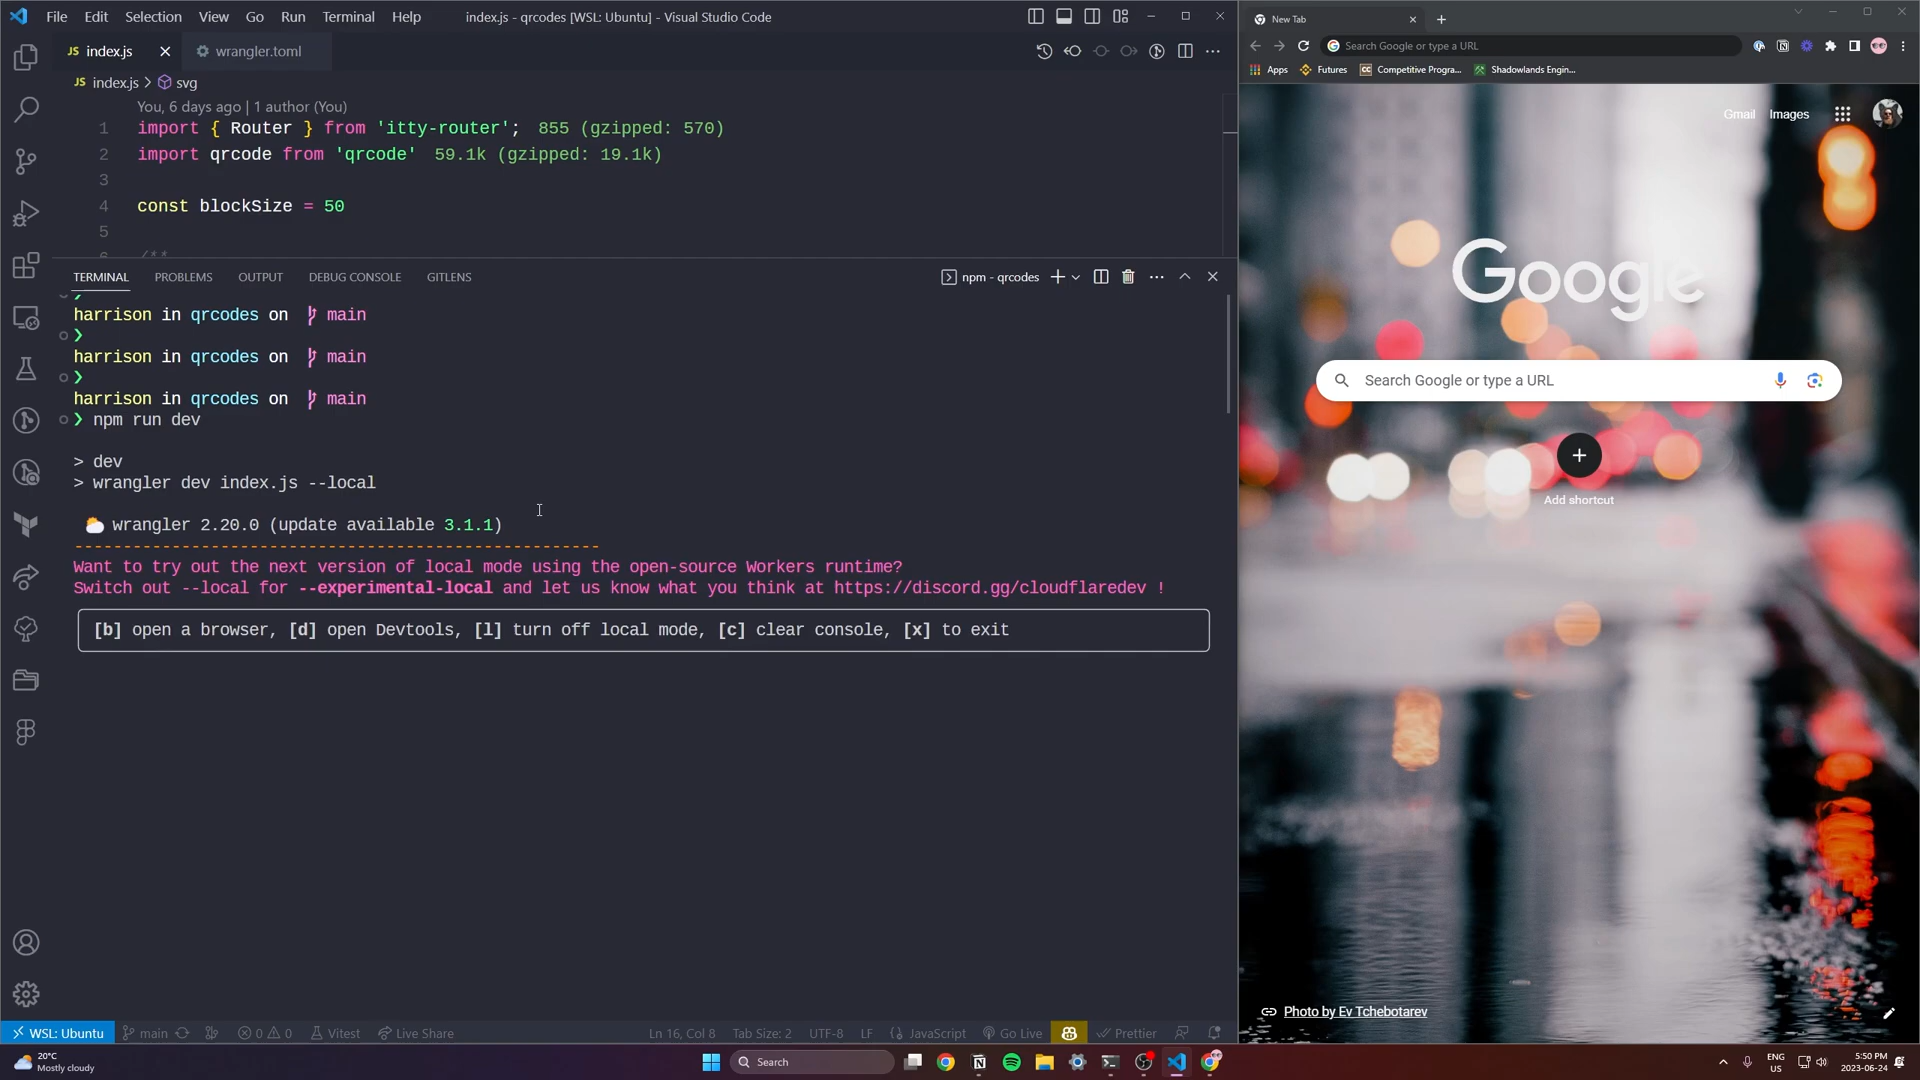 File Edit Selection View Go Run Terminal Help
index.js - qrcodes [WSL: Ubuntu] - Visual Studio Code
JS index.js
wrangler.toml
JS index.js > svg
You, 6 days ago | 1 author (You)
1 import { Router } from 'itty-router'; 855 (gzipped: 570)
2 import qrcode from 'qrcode' 59.1k (gzipped: 19.1k)
3
4 const blockSize = 50
5
6 /**
TERMINAL PROBLEMS OUTPUT DEBUG CONSOLE GITLENS
npm - qrcodes
harrison in qrcodes on main
❯
harrison in qrcodes on main
❯
harrison in qrcodes on main
❯ npm run dev
> dev
> wrangler dev index.js --local
wrangler 2.20.0 (update available 3.1.1)
------------------------------------------------------
Want to try out the next version of local mode using the open-source Workers runtime?
Switch out --local for --experimental-local and let us know what you think at https://discord.gg/cloudflaredev !
[b] open a browser, [d] open Devtools, [l] turn off local mode, [c] clear console, [x] to exit
WSL: Ubuntu main 0 0 Vitest Live Share
Ln 16, Col 8 Tab Size: 2 UTF-8 LF JavaScript Go Live Prettier
New Tab
Search Google or type a URL
Apps Futures Competitive Progra... Shadowlands Engin...
Gmail Images
Google
Search Google or type a URL
Add shortcut
Photo by Ev Tchebotarev
20°C
Mostly cloudy
Search
ENG
US
5:50 PM
2023-06-24